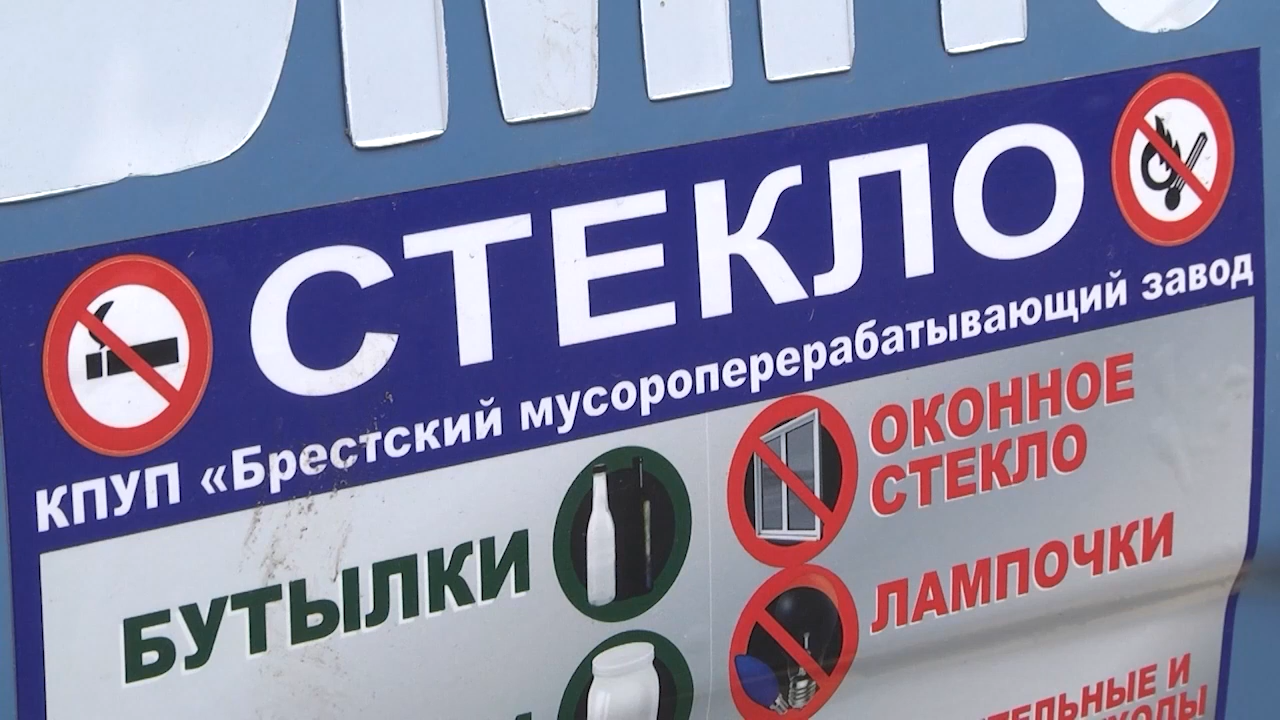 СТЕКЛО
КПУП «Брестский мусороперерабатывающий завод
БУТЫЛКИ
ОКОННОЕ
СТЕКЛО
ЛАМПОЧКИ
И